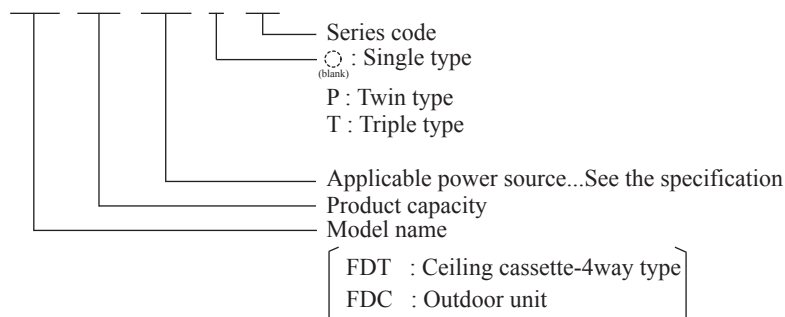 Series code
: Single type
(blank)
P : Twin type
T : Triple type
Applicable power source...See the specification
Product capacity
Model name
FDT : Ceiling cassette-4way type
FDC : Outdoor unit